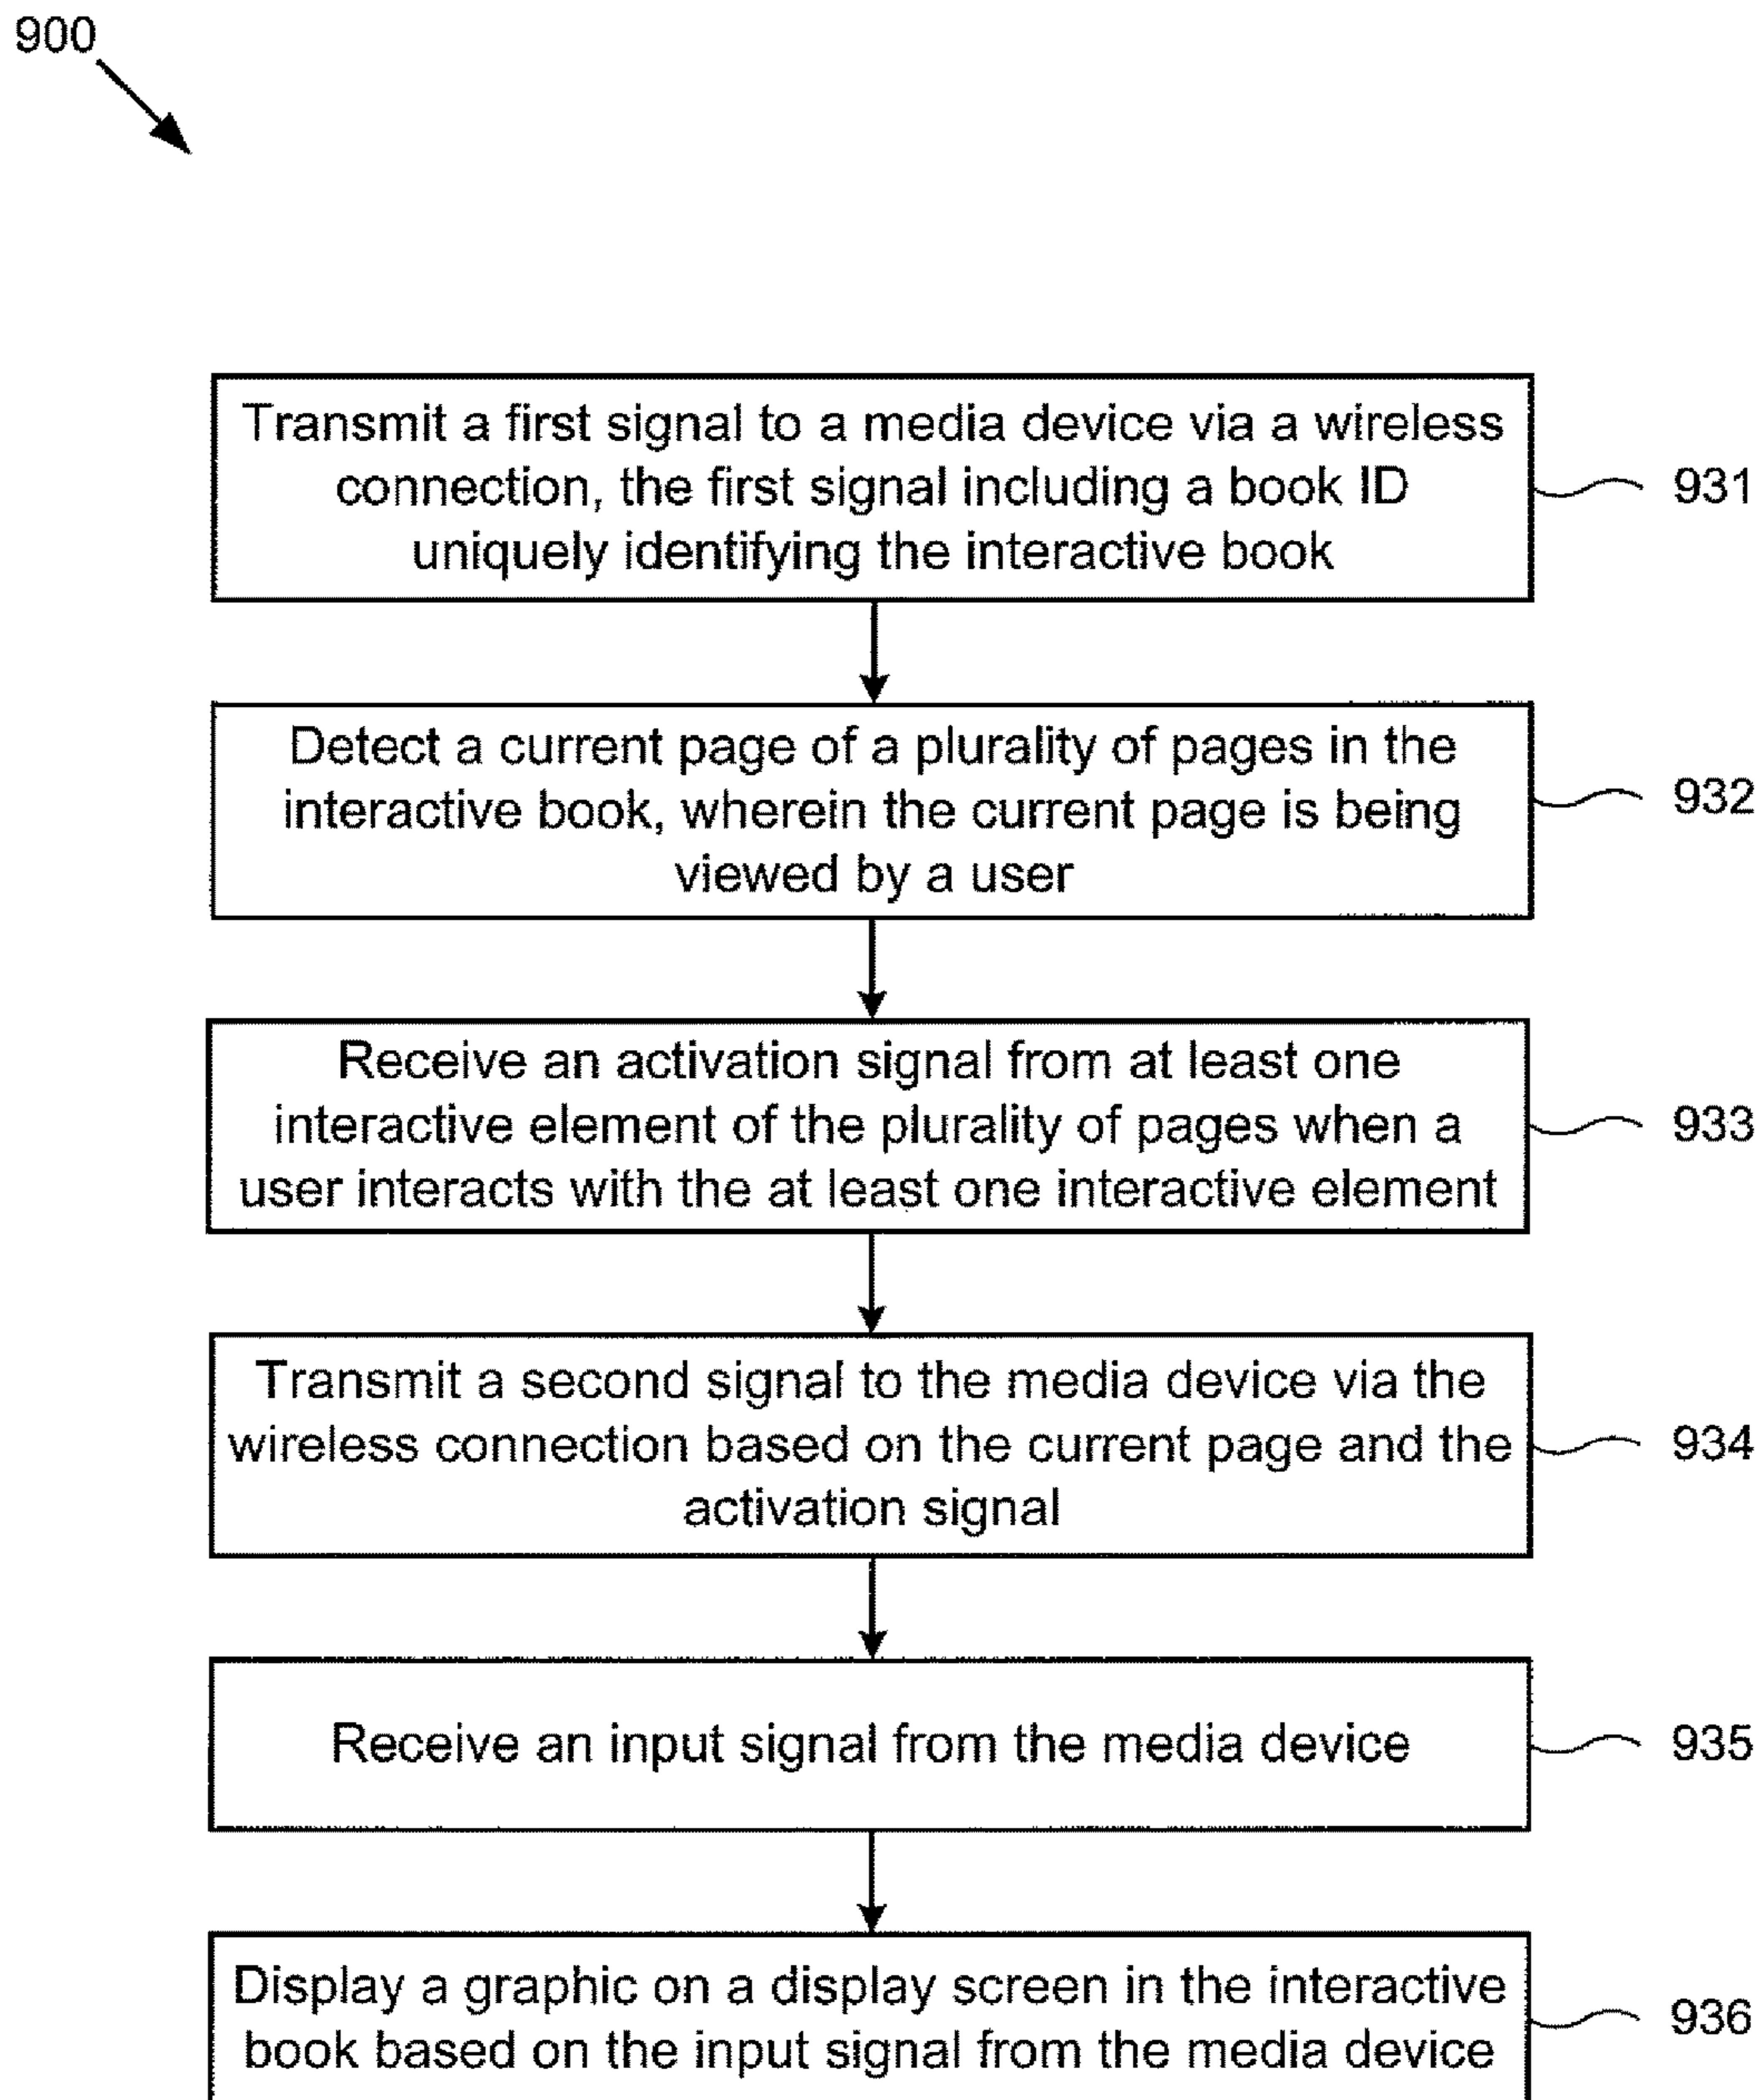 900
Transmit a first signal to a media device via a wireless
connection, the first signal including a book ID
uniquely identifying the interactive book
931
Detect a current page of a plurality of pages in the
interactive book, wherein the current page is being
viewed by a user
932
Receive an activation signal from at least one
interactive element of the plurality of pages when a
user interacts with the at least one interactive element
933
Transmit a second signal to the media device via the
wireless connection based on the current page and the
activation signal
934
Receive an input signal from the media device
935
Display a graphic on a display screen in the interactive
book based on the input signal from the media device
936